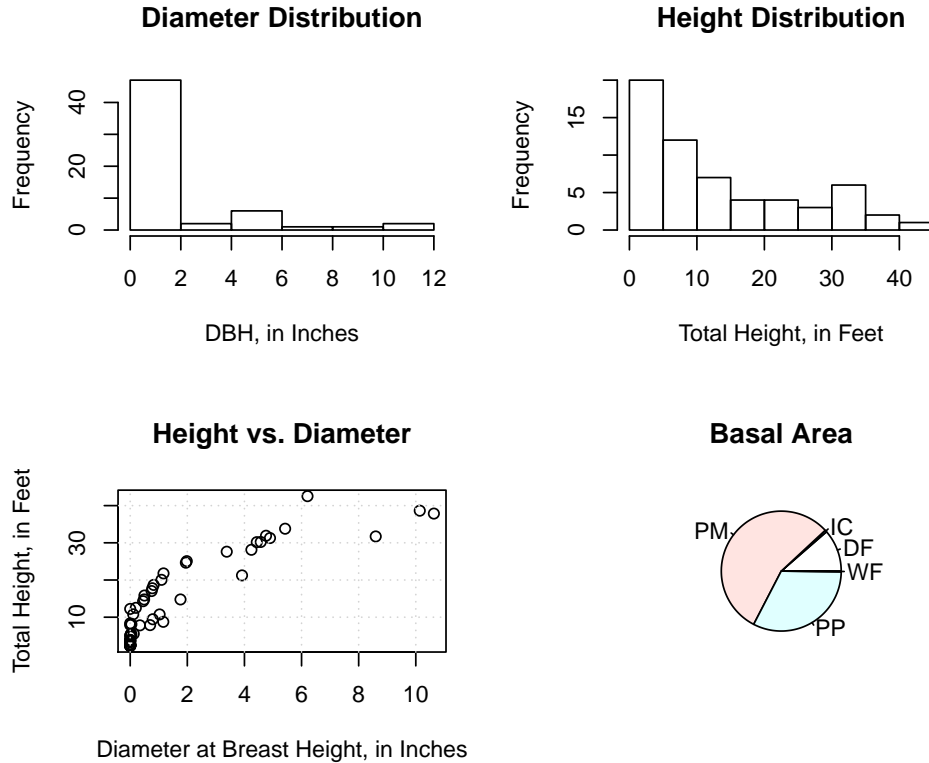 Diameter Distribution
Frequency
0
20
40
0 2 4 6 8 10 12
DBH, in Inches
Height Distribution
Frequency
0
5
15
0 10 20 30 40
Total Height, in Feet
Height vs. Diameter
Total Height, in Feet
10
30
0 2 4 6 8 10
Diameter at Breast Height, in Inches
Basal Area
PM
IC
DF
WF
PP